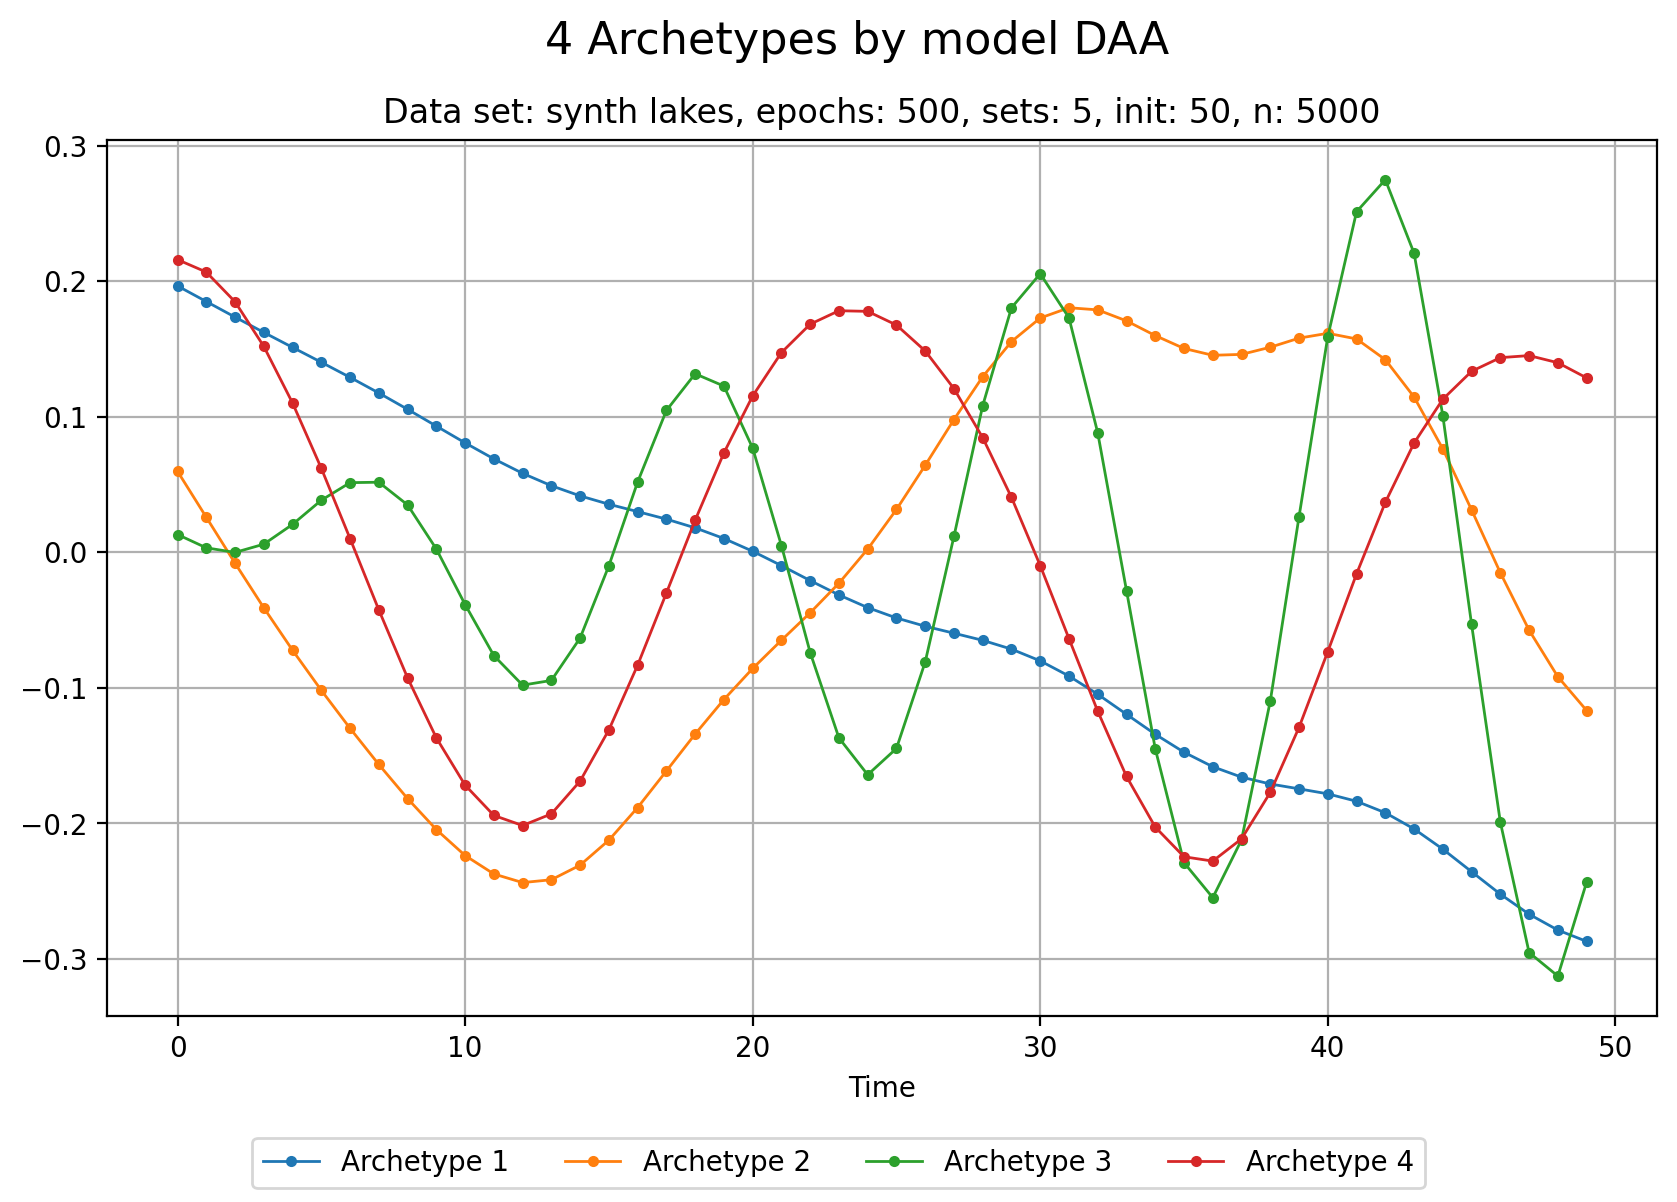 4 Archetypes by model DAA
Data set: synth lakes, epochs: 500, sets: 5, init: 50, n: 5000
0.3
0.2
0.1
0.0
−0.1
−0.2
−0.3
0 10 20 30 40 50
Time
Archetype 1 Archetype 2 Archetype 3 Archetype 4